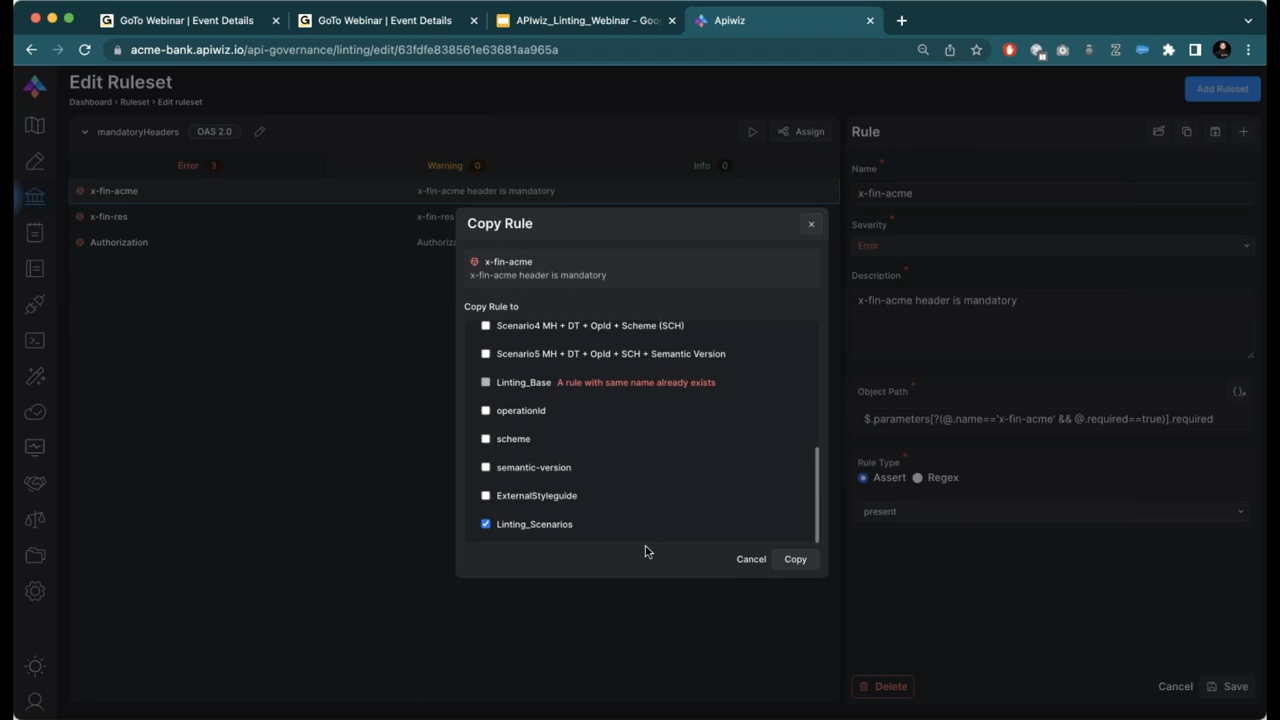 GoTo Webinar | Event Details
GoTo Webinar | Event Details
APIwiz_Linting_Webinar - Goo
Apiwiz
acme-bank.apiwiz.io/api-governance/linting/edit/63fdfe838561e63681aa965a
Edit Ruleset
Dashboard > Ruleset > Edit ruleset
Add Ruleset
mandatoryHeaders OAS 2.0
Assign
Error 3
Warning 0
Info 0
x-fin-acme
x-fin-acme header is mandatory
x-fin-res
x-fin-res
Authorization
Authoriza
Copy Rule
x-fin-acme
x-fin-acme header is mandatory
Copy Rule to
Scenario4 MH + DT + OpId + Scheme (SCH)
Scenario5 MH + DT + OpId + SCH + Semantic Version
Linting_Base A rule with same name already exists
operationId
scheme
semantic-version
ExternalStyleguide
Linting_Scenarios
Cancel
Copy
Rule
Name *
x-fin-acme
Severity *
Error
Description *
x-fin-acme header is mandatory
Object Path *
$.parameters[?(@.name=='x-fin-acme' && @.required==true)].required
Rule Type *
Assert
Regex
present
Delete
Cancel
Save